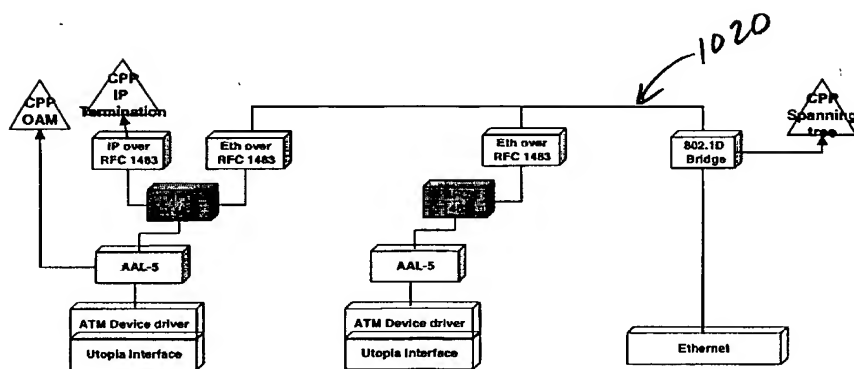 1020
CPP
OAM
CPP
IP
Termination
CPP
Spanning
tree
IP over
RFC 1483
Eth over
RFC 1483
Eth over
RFC 1483
802.1D
Bridge
AAL-5
AAL-5
ATM Device driver
Utopia Interface
ATM Device driver
Utopia Interface
Ethernet